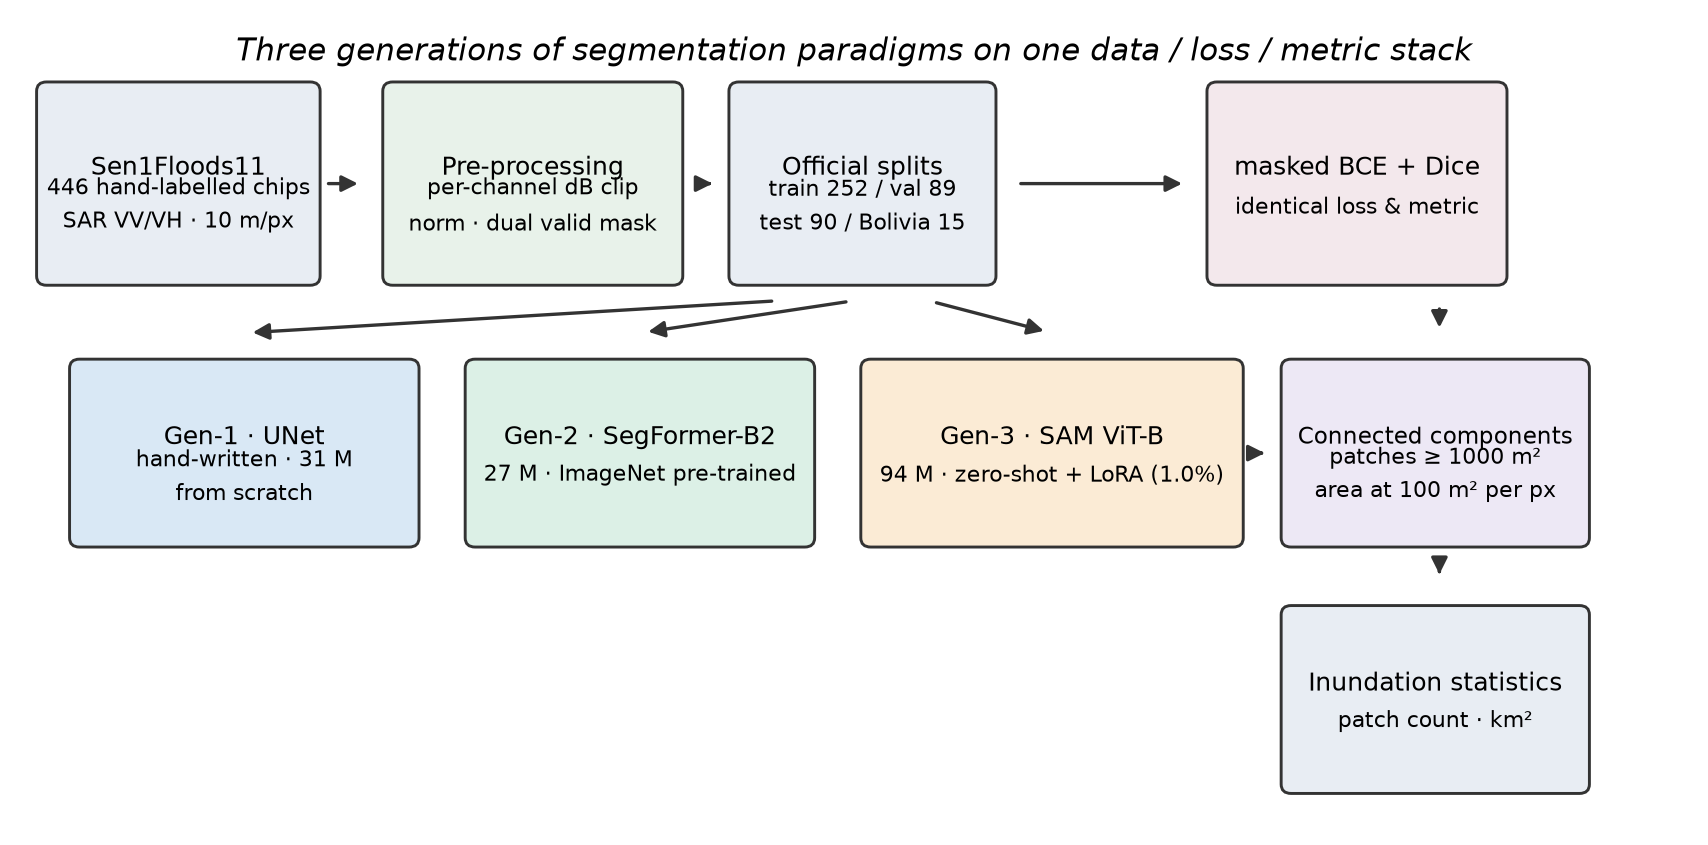 Three generations of segmentation paradigms on one data / loss / metric stack
Sen1Floods11
446 hand-labelled chips
SAR VV/VH · 10 m/px
Pre-processing
per-channel dB clip
norm · dual valid mask
Official splits
train 252 / val 89
test 90 / Bolivia 15
masked BCE + Dice
identical loss & metric
Gen-1 · UNet
hand-written · 31 M
from scratch
Gen-2 · SegFormer-B2
27 M · ImageNet pre-trained
Gen-3 · SAM ViT-B
94 M · zero-shot + LoRA (1.0%)
Connected components
patches ≥ 1000 m²
area at 100 m² per px
Inundation statistics
patch count · km²